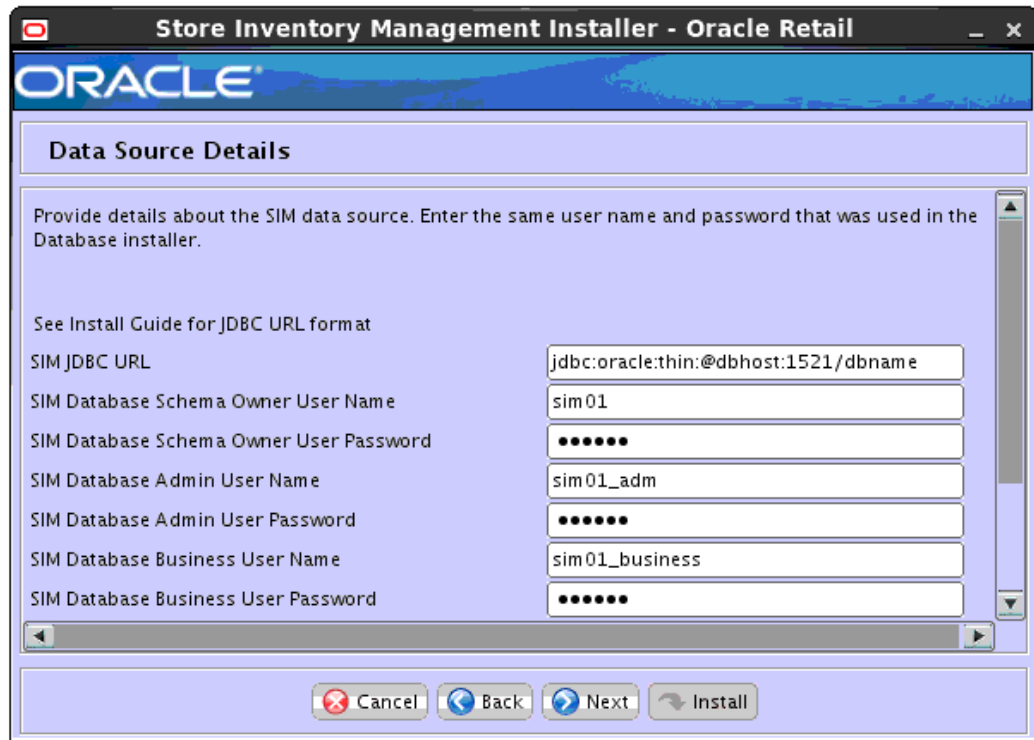 Store Inventory Management Installer - Oracle Retail
ORACLE
Data Source Details
Provide details about the SIM data source. Enter the same user name and password that was used in the
Database installer.
See Install Guide for JDBC URL format
SIM JDBC URL jdbc:oracle:thin:@dbhost:1521/dbname
SIM Database Schema Owner User Name sim01
SIM Database Schema Owner User Password ••••••
SIM Database Admin User Name sim01_adm
SIM Database Admin User Password ••••••
SIM Database Business User Name sim01_business
SIM Database Business User Password ••••••
Cancel Back Next Install